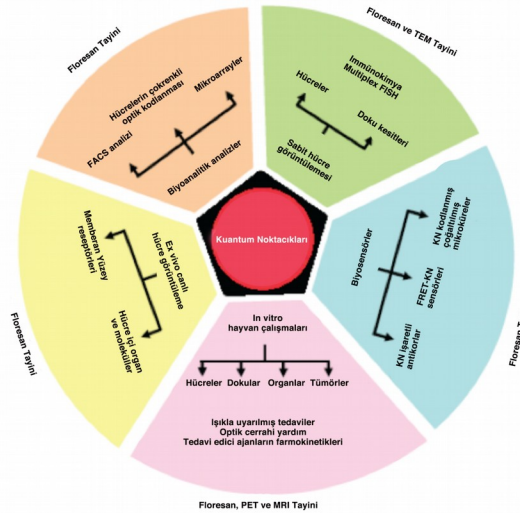 Floresan Tayini
Hücrelerin çokrenkli
optik kodlanması
Mikroarrayler
FACS analizi
Biyoanalitik analizler
Floresan ve TEM Tayini
İmmünokimya
Multiplex FISH
Hücreler
Doku kesitleri
Sabit hücre
görüntülemesi
Biyosensörler
KN kodlanmış
çoğaltılmış
mikroküreler
FRET-KN
sensörleri
KN işaretli
antikorlar
Floresan T
Kuantum Noktacıkları
Memberan Yüzey
reseptörleri
Ex vivo canlı
hücre görüntüleme
Hücre içi organ
ve moleküller
Floresan Tayini
In vitro
hayvan çalışmaları
Hücreler Dokular Organlar Tümörler
Işıkla uyarılmış tedaviler
Optik cerrahi yardım
Tedavi edici ajanların farmokinetikleri
Floresan, PET ve MRI Tayini